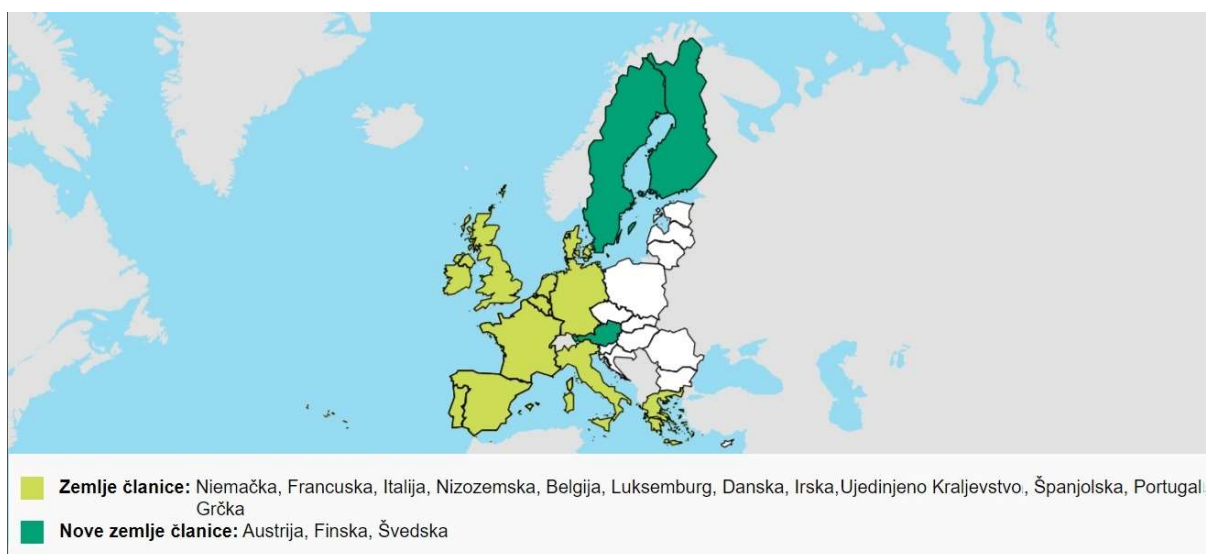 Zemlje članice: Niemačka, Francuska, Italija, Nizozemska, Belgija, Luksemburg, Danska, Irska,Ujedinjeno Kraljevstvo, Španjolska, Portugal,
Grčka
Nove zemlje članice: Austrija, Finska, Švedska